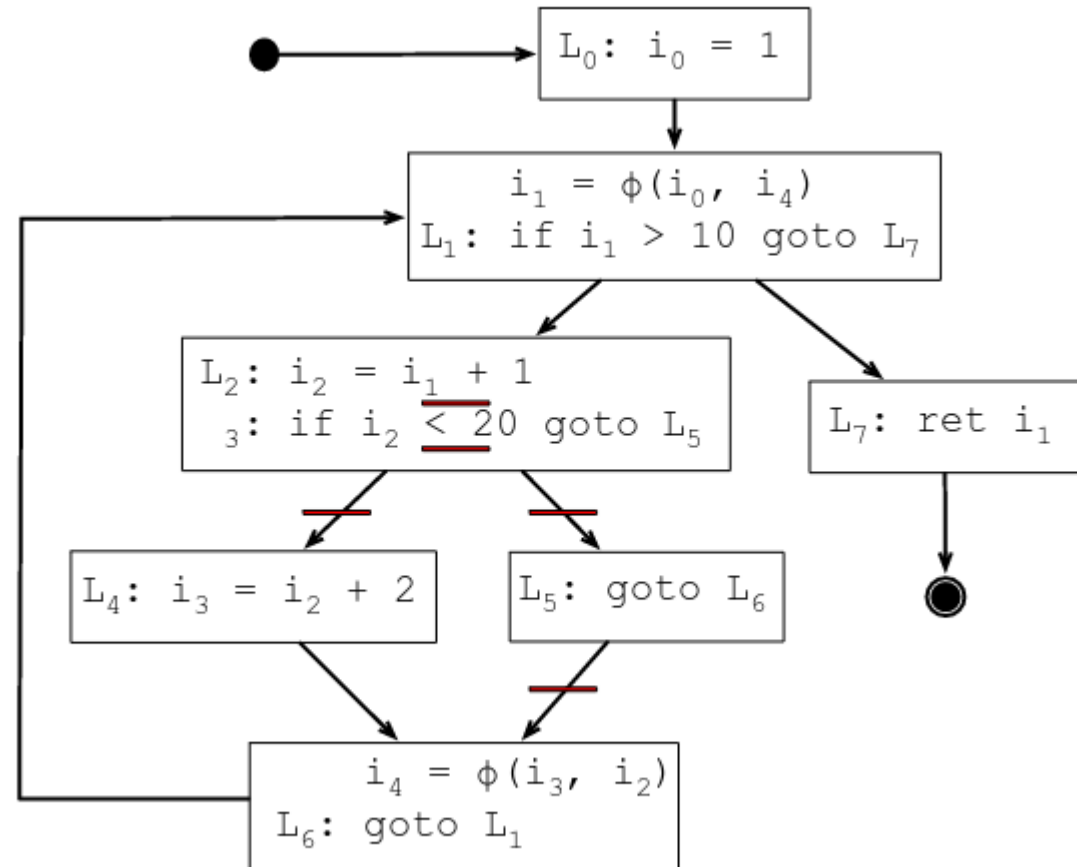 L₀: i₀ = 1
i₁ = ϕ(i₀, i₄)
L₁: if i₁ > 10 goto L₇
L₂: i₂ = i₁ + 1
₃: if i₂ < 20 goto L₅
L₇: ret i₁
L₄: i₃ = i₂ + 2
L₅: goto L₆
i₄ = ϕ(i₃, i₂)
L₆: goto L₁